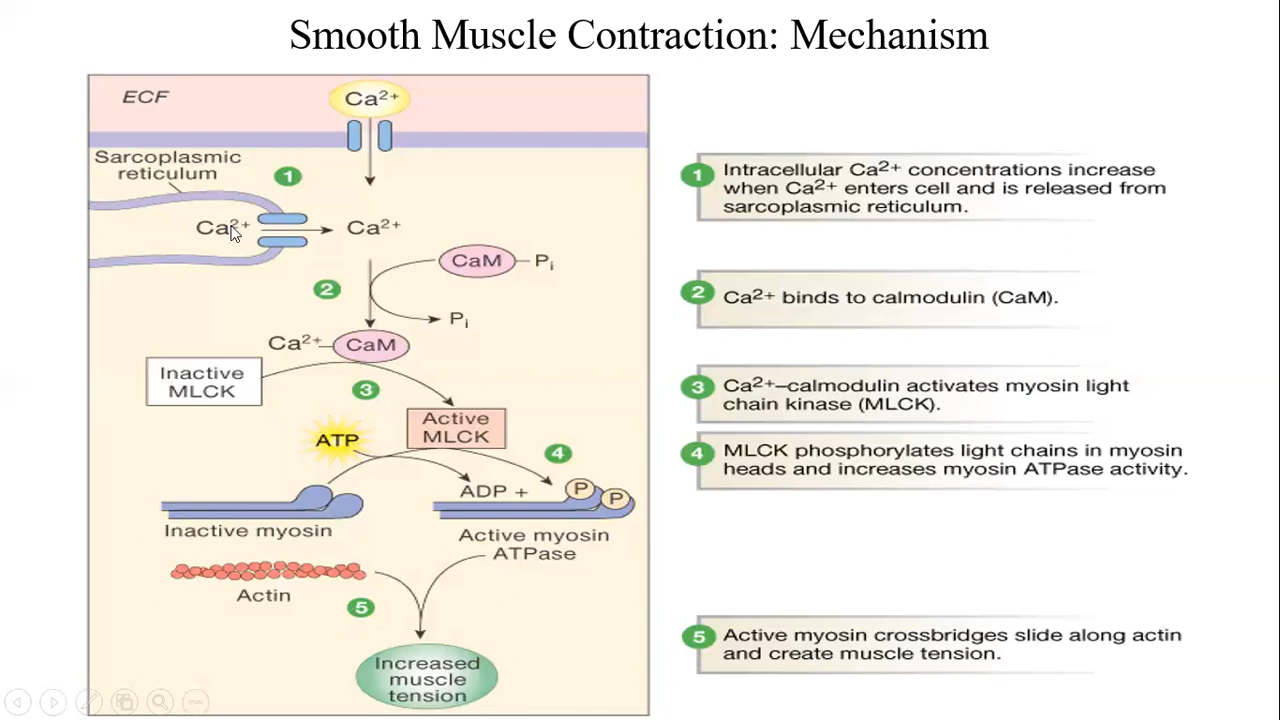 Smooth Muscle Contraction: Mechanism
ECF
Ca2+
Sarcoplasmic
reticulum
1
Ca2+
Ca2+
CaM
Pi
2
Pi
Ca2+
CaM
Inactive
MLCK
3
Active
MLCK
ATP
4
ADP +
P
P
Inactive myosin
Active myosin
ATPase
Actin
5
Increased
muscle
tension
1 Intracellular Ca2+ concentrations increase
when Ca2+ enters cell and is released from
sarcoplasmic reticulum.
2 Ca2+ binds to calmodulin (CaM).
3 Ca2+–calmodulin activates myosin light
chain kinase (MLCK).
4 MLCK phosphorylates light chains in myosin
heads and increases myosin ATPase activity.
5 Active myosin crossbridges slide along actin
and create muscle tension.